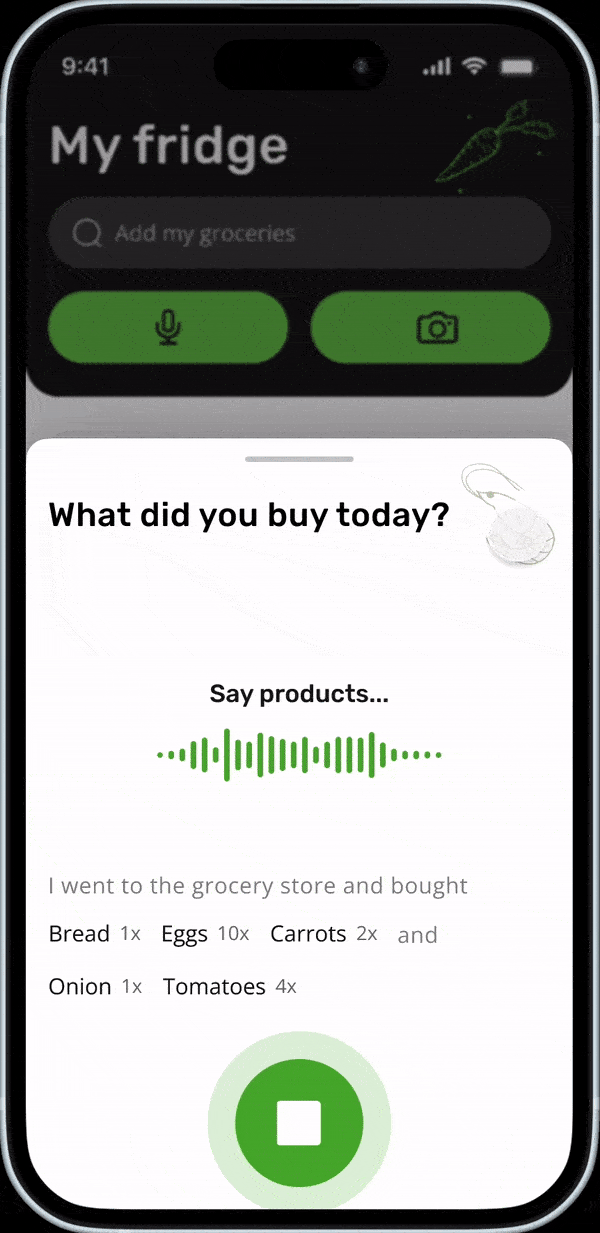 9:41
My fridge
Add my groceries
What did you buy today?
Say products...
I went to the grocery store and bought
Bread 1x Eggs 10x Carrots 2x and
Onion 1x Tomatoes 4x